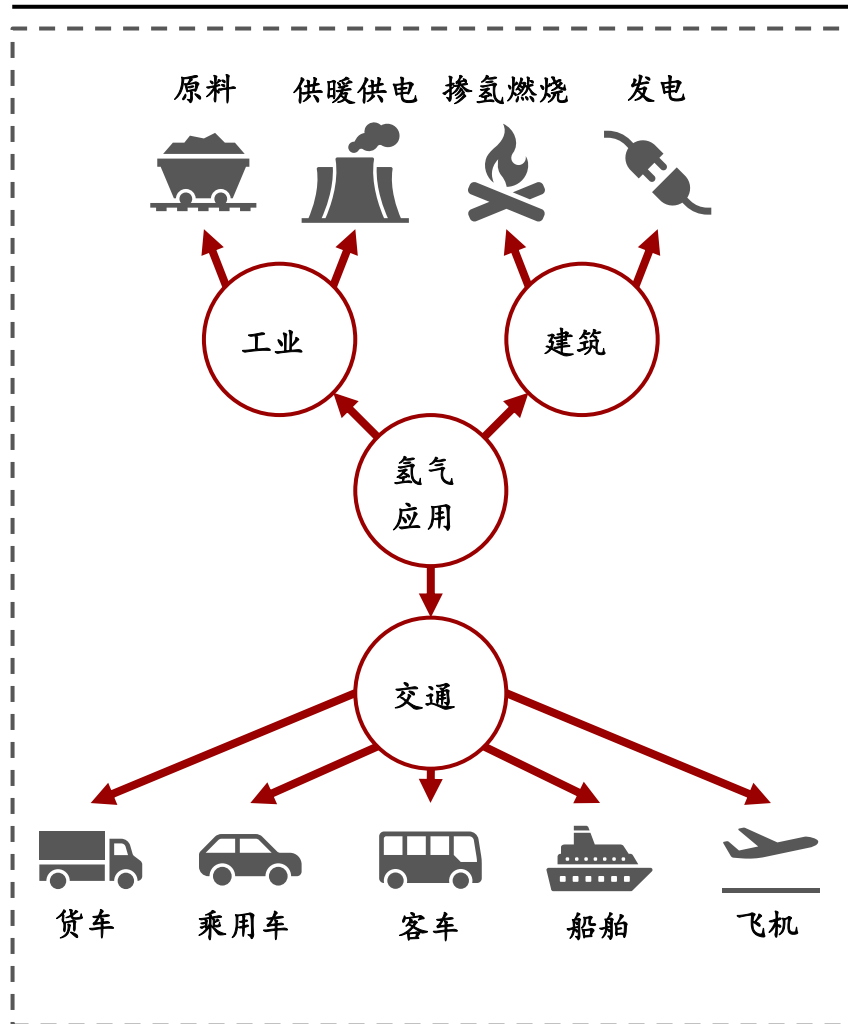 原料
供暖供电
掺氢燃烧
发电
工业
建筑
氢气
应用
交通
货车
乘用车
客车
船舶
飞机